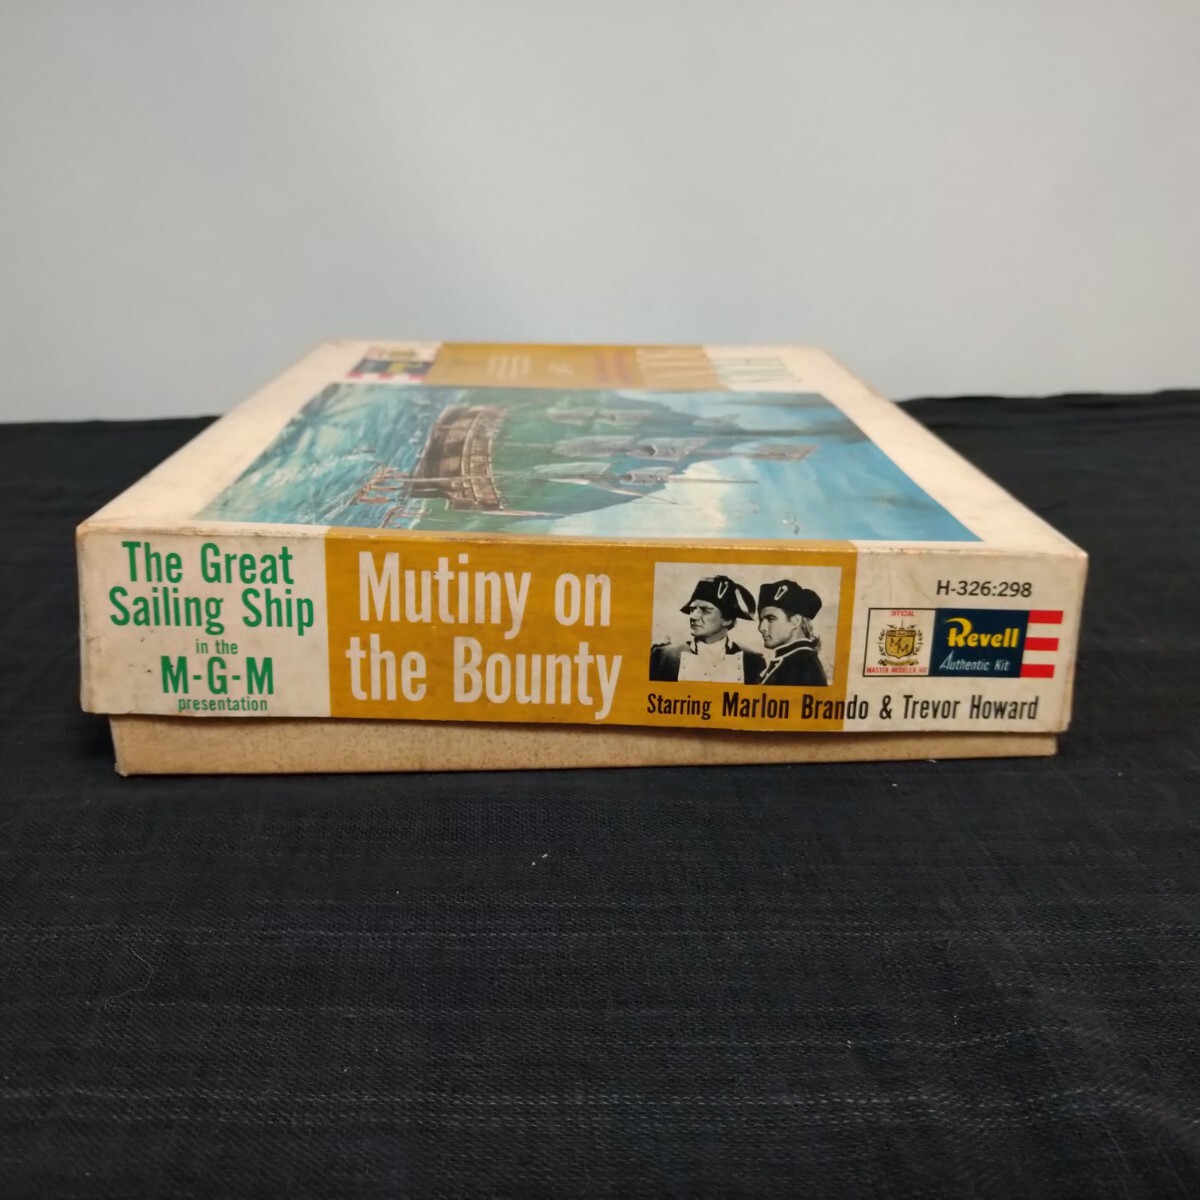 The Great
Sailing Ship
in the
M-G-M
presentation
Mutiny on
the Bounty
Starring Marlon Brando & Trevor Howard
H-326:298
OFFICIAL
MM
MASTER MODELER KIT
Revell
Authentic Kit